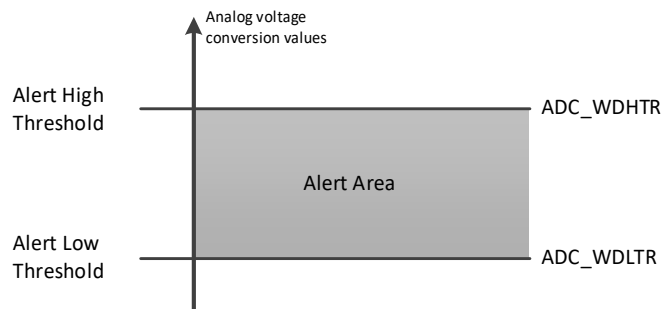 Analog voltage
conversion values
Alert High
Threshold
ADC_WDHTR
Alert Area
Alert Low
Threshold
ADC_WDLTR